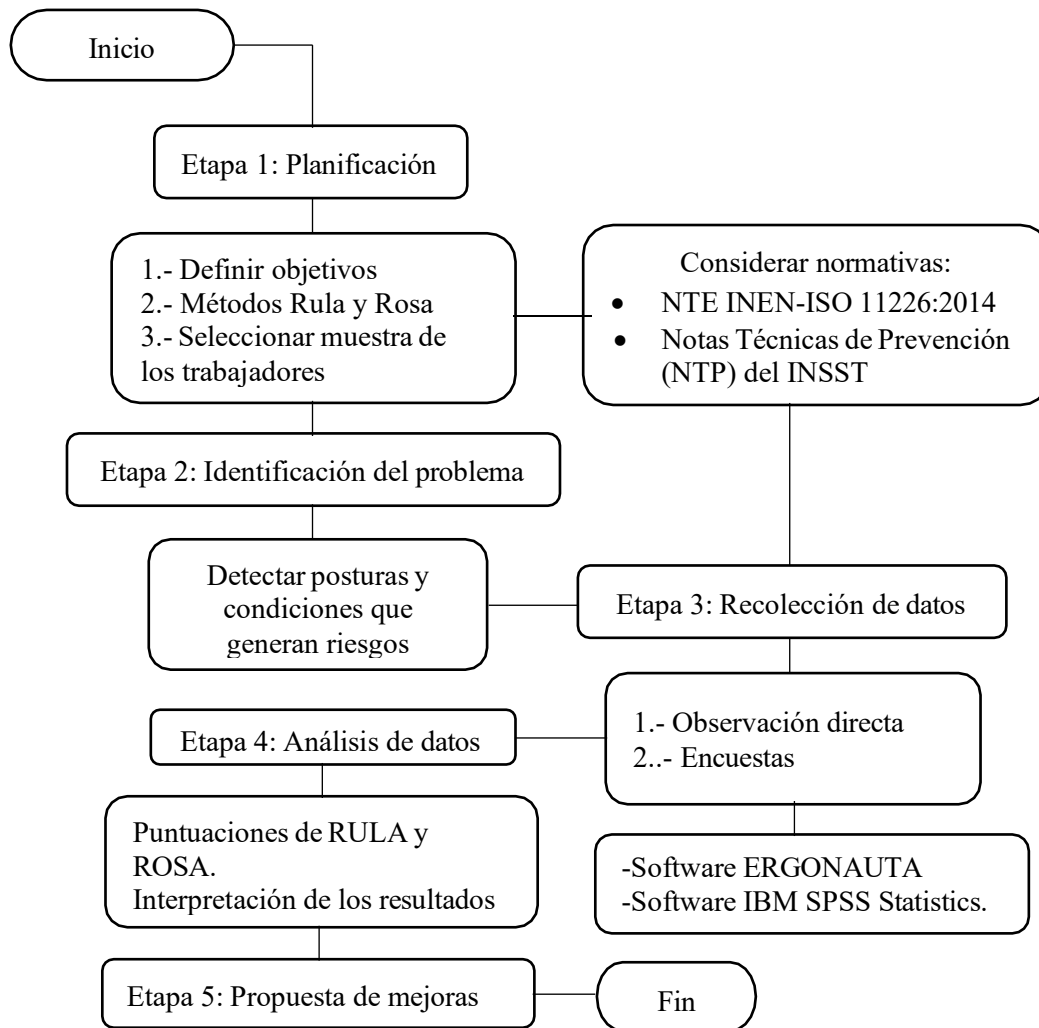 Inicio
Etapa 1: Planificación
1.- Definir objetivos
2.- Métodos Rula y Rosa
3.- Seleccionar muestra de
los trabajadores
Considerar normativas:
• NTE INEN-ISO 11226:2014
• Notas Técnicas de Prevención
(NTP) del INSST
Etapa 2: Identificación del problema
Detectar posturas y
condiciones que
generan riesgos
Etapa 3: Recolección de datos
1.- Observación directa
2..- Encuestas
Etapa 4: Análisis de datos
Puntuaciones de RULA y
ROSA.
Interpretación de los resultados
-Software ERGONAUTA
-Software IBM SPSS Statistics.
Etapa 5: Propuesta de mejoras
Fin